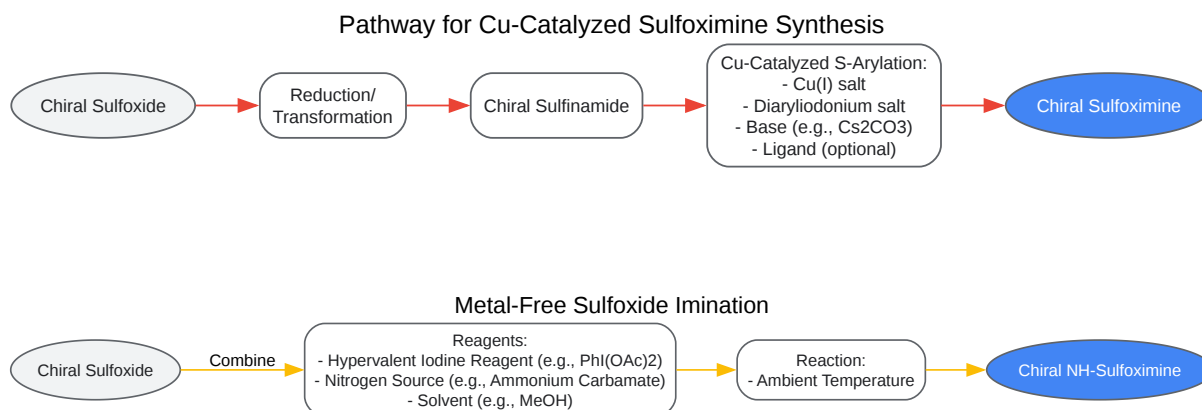 Pathway for Cu-Catalyzed Sulfoximine Synthesis
Chiral Sulfoxide
Reduction/
Transformation
Chiral Sulfinamide
Cu-Catalyzed S-Arylation:
- Cu(I) salt
- Diaryliodonium salt
- Base (e.g., Cs2CO3)
- Ligand (optional)
Chiral Sulfoximine
Metal-Free Sulfoxide Imination
Chiral Sulfoxide
Combine
Reagents:
- Hypervalent Iodine Reagent (e.g., PhI(OAc)2)
- Nitrogen Source (e.g., Ammonium Carbamate)
- Solvent (e.g., MeOH)
Reaction:
- Ambient Temperature
Chiral NH-Sulfoximine